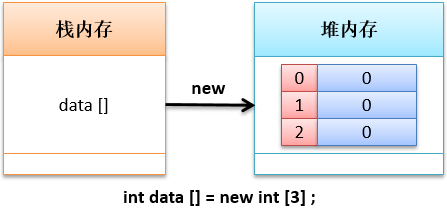 栈内存
堆内存
data []
new
0 0
1 0
2 0
int data [] = new int [3] ;